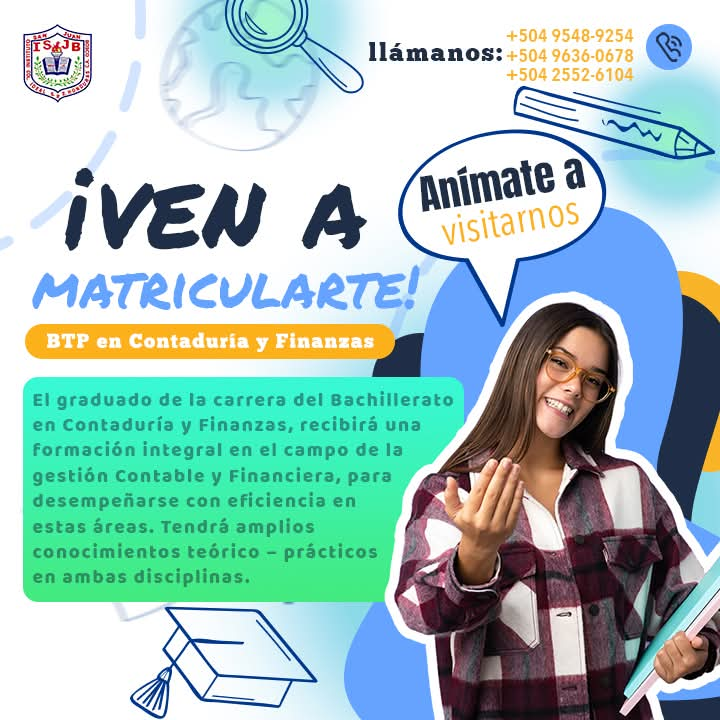 SAN JUAN
I S J B
llámanos:
+504 9548-9254
+504 9636-0678
+504 2552-6104
Anímate a
visitarnos
¡VEN A
MATRICULARTE!
BTP en Contaduría y Finanzas
El graduado de la carrera del Bachillerato
en Contaduría y Finanzas, recibirá una
formación integral en el campo de la
gestión Contable y Financiera, para
desempeñarse con eficiencia en
estas áreas. Tendrá amplios
conocimientos teórico – prácticos
en ambas disciplinas.